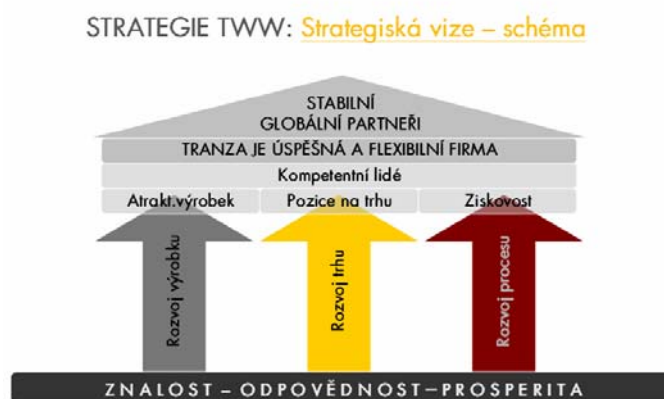 STRATEGIE TWW: Strategiská vize – schéma
STABILNÍ
GLOBÁLNÍ PARTNEŘI
TRANZA JE ÚSPĚŠNÁ A FLEXIBILNÍ FIRMA
Kompetentní lidé
Atrakt.výrobek
Pozice na trhu
Ziskovost
Rozvoj výrobku
Rozvoj trhu
Rozvoj procesu
ZNALOST – ODPOVĚDNOST – PROSPERITA